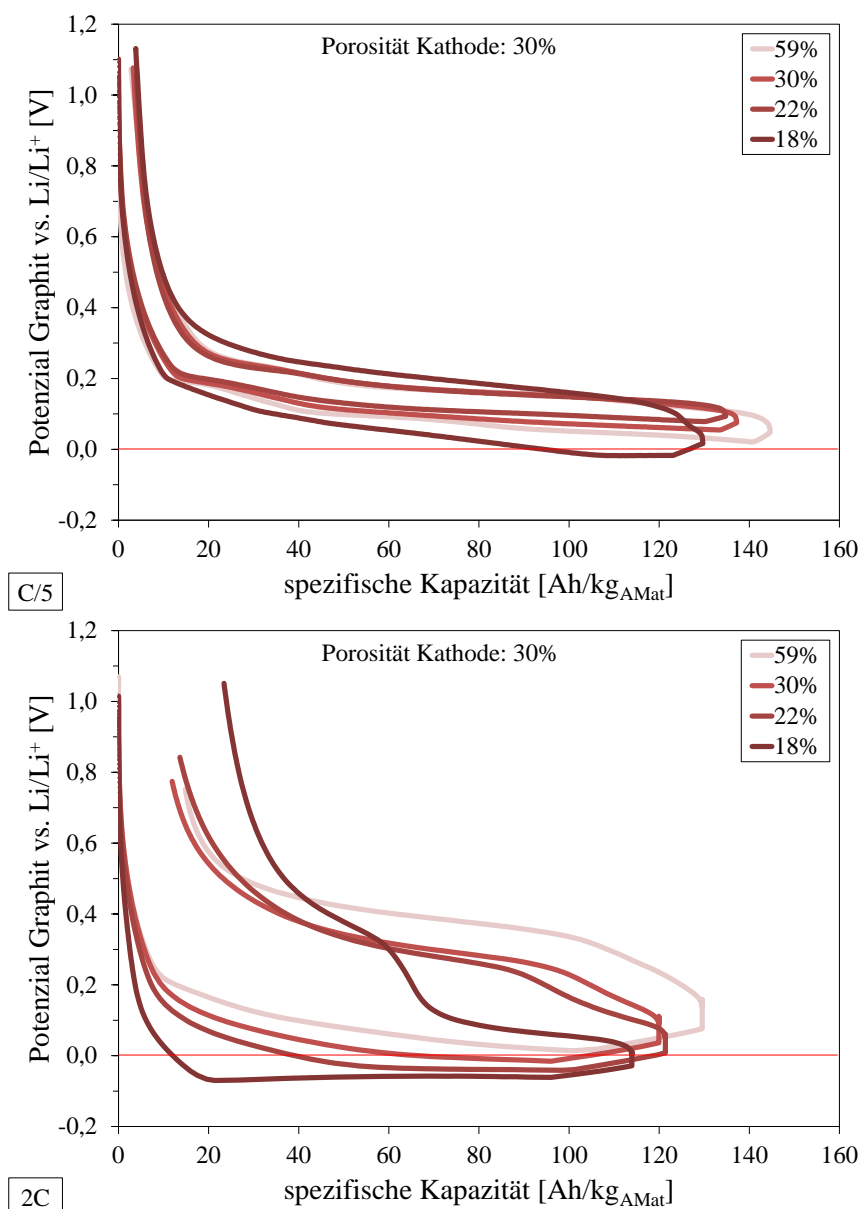 Porosität Kathode: 30%
59%
30%
22%
18%
1,2
1,0
0,8
0,6
0,4
0,2
0,0
-0,2
Potenzial Graphit vs. Li/Li⁺ [V]
0 20 40 60 80 100 120 140 160
spezifische Kapazität [Ah/kg_AMat]
C/5
Porosität Kathode: 30%
59%
30%
22%
18%
1,2
1,0
0,8
0,6
0,4
0,2
0,0
-0,2
Potenzial Graphit vs. Li/Li⁺ [V]
0 20 40 60 80 100 120 140 160
spezifische Kapazität [Ah/kg_AMat]
2C